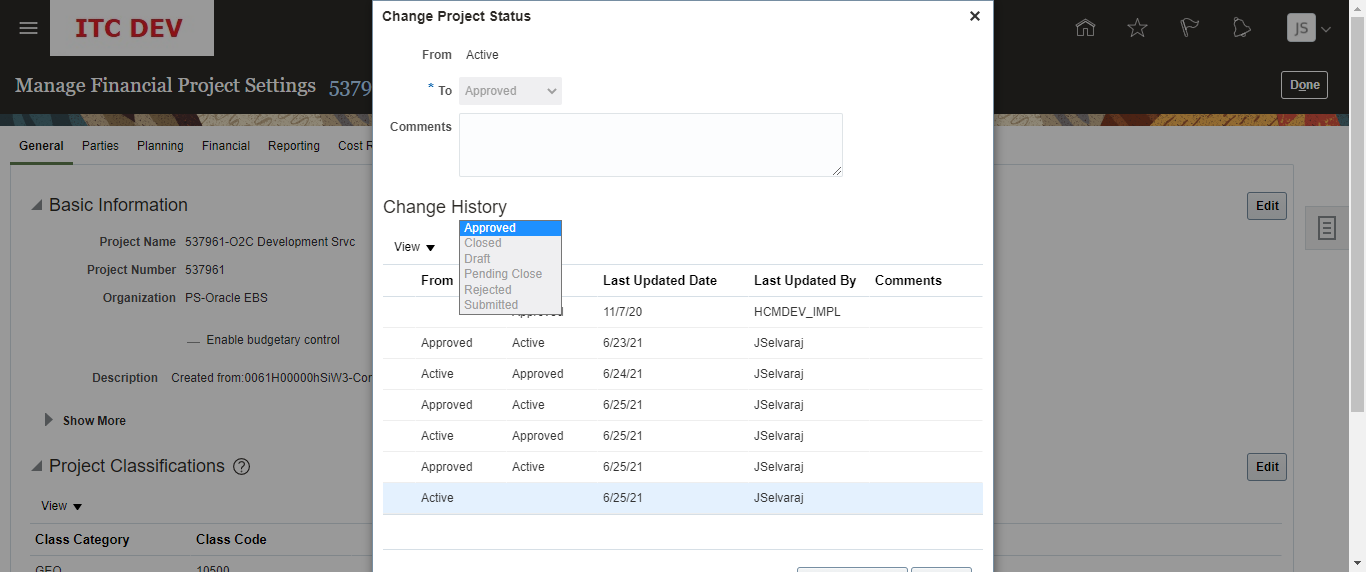 Change Project Status
ITC DEV
JS
From Active
Manage Financial Project Settings 5379
Done
* To Approved
Comments
General Parties Planning Financial Reporting Cost R
Basic Information
Edit
Change History
Project Name 537961-O2C Development Srvc
Project Number 537961
Organization PS-Oracle EBS
Enable budgetary control
Description Created from:0061H00000hSiW3-Cor
Show More
View
Approved
Closed
Draft
Pending Close
Rejected
Submitted
From Last Updated Date Last Updated By Comments
Approved 11/7/20 HCMDEV_IMPL
Approved Active 6/23/21 JSelvaraj
Active Approved 6/24/21 JSelvaraj
Approved Active 6/25/21 JSelvaraj
Active Approved 6/25/21 JSelvaraj
Approved Active 6/25/21 JSelvaraj
Active 6/25/21 JSelvaraj
Project Classifications ?
Edit
View
Class Category Class Code
GEO 10500